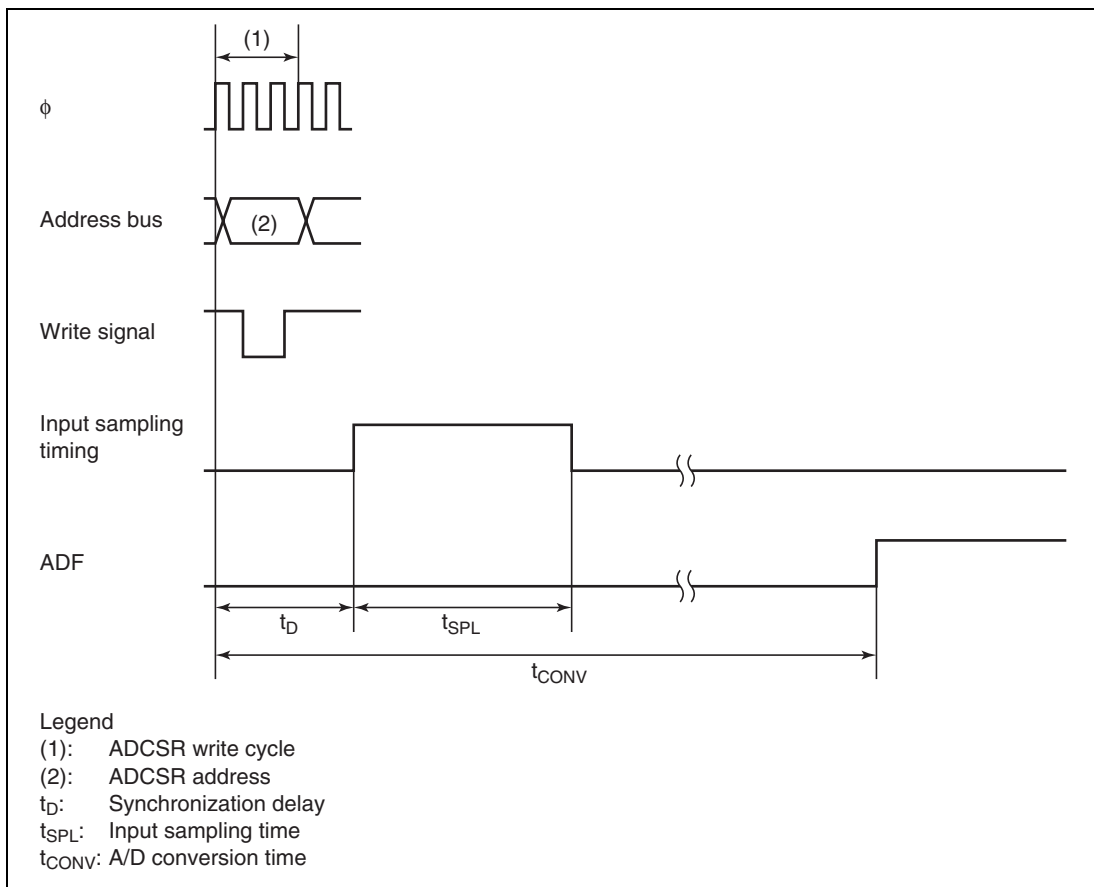 (1)
ϕ
Address bus
(2)
Write signal
Input sampling
timing
ADF
tD
tSPL
tCONV
Legend
(1): ADCSR write cycle
(2): ADCSR address
tD: Synchronization delay
tSPL: Input sampling time
tCONV: A/D conversion time